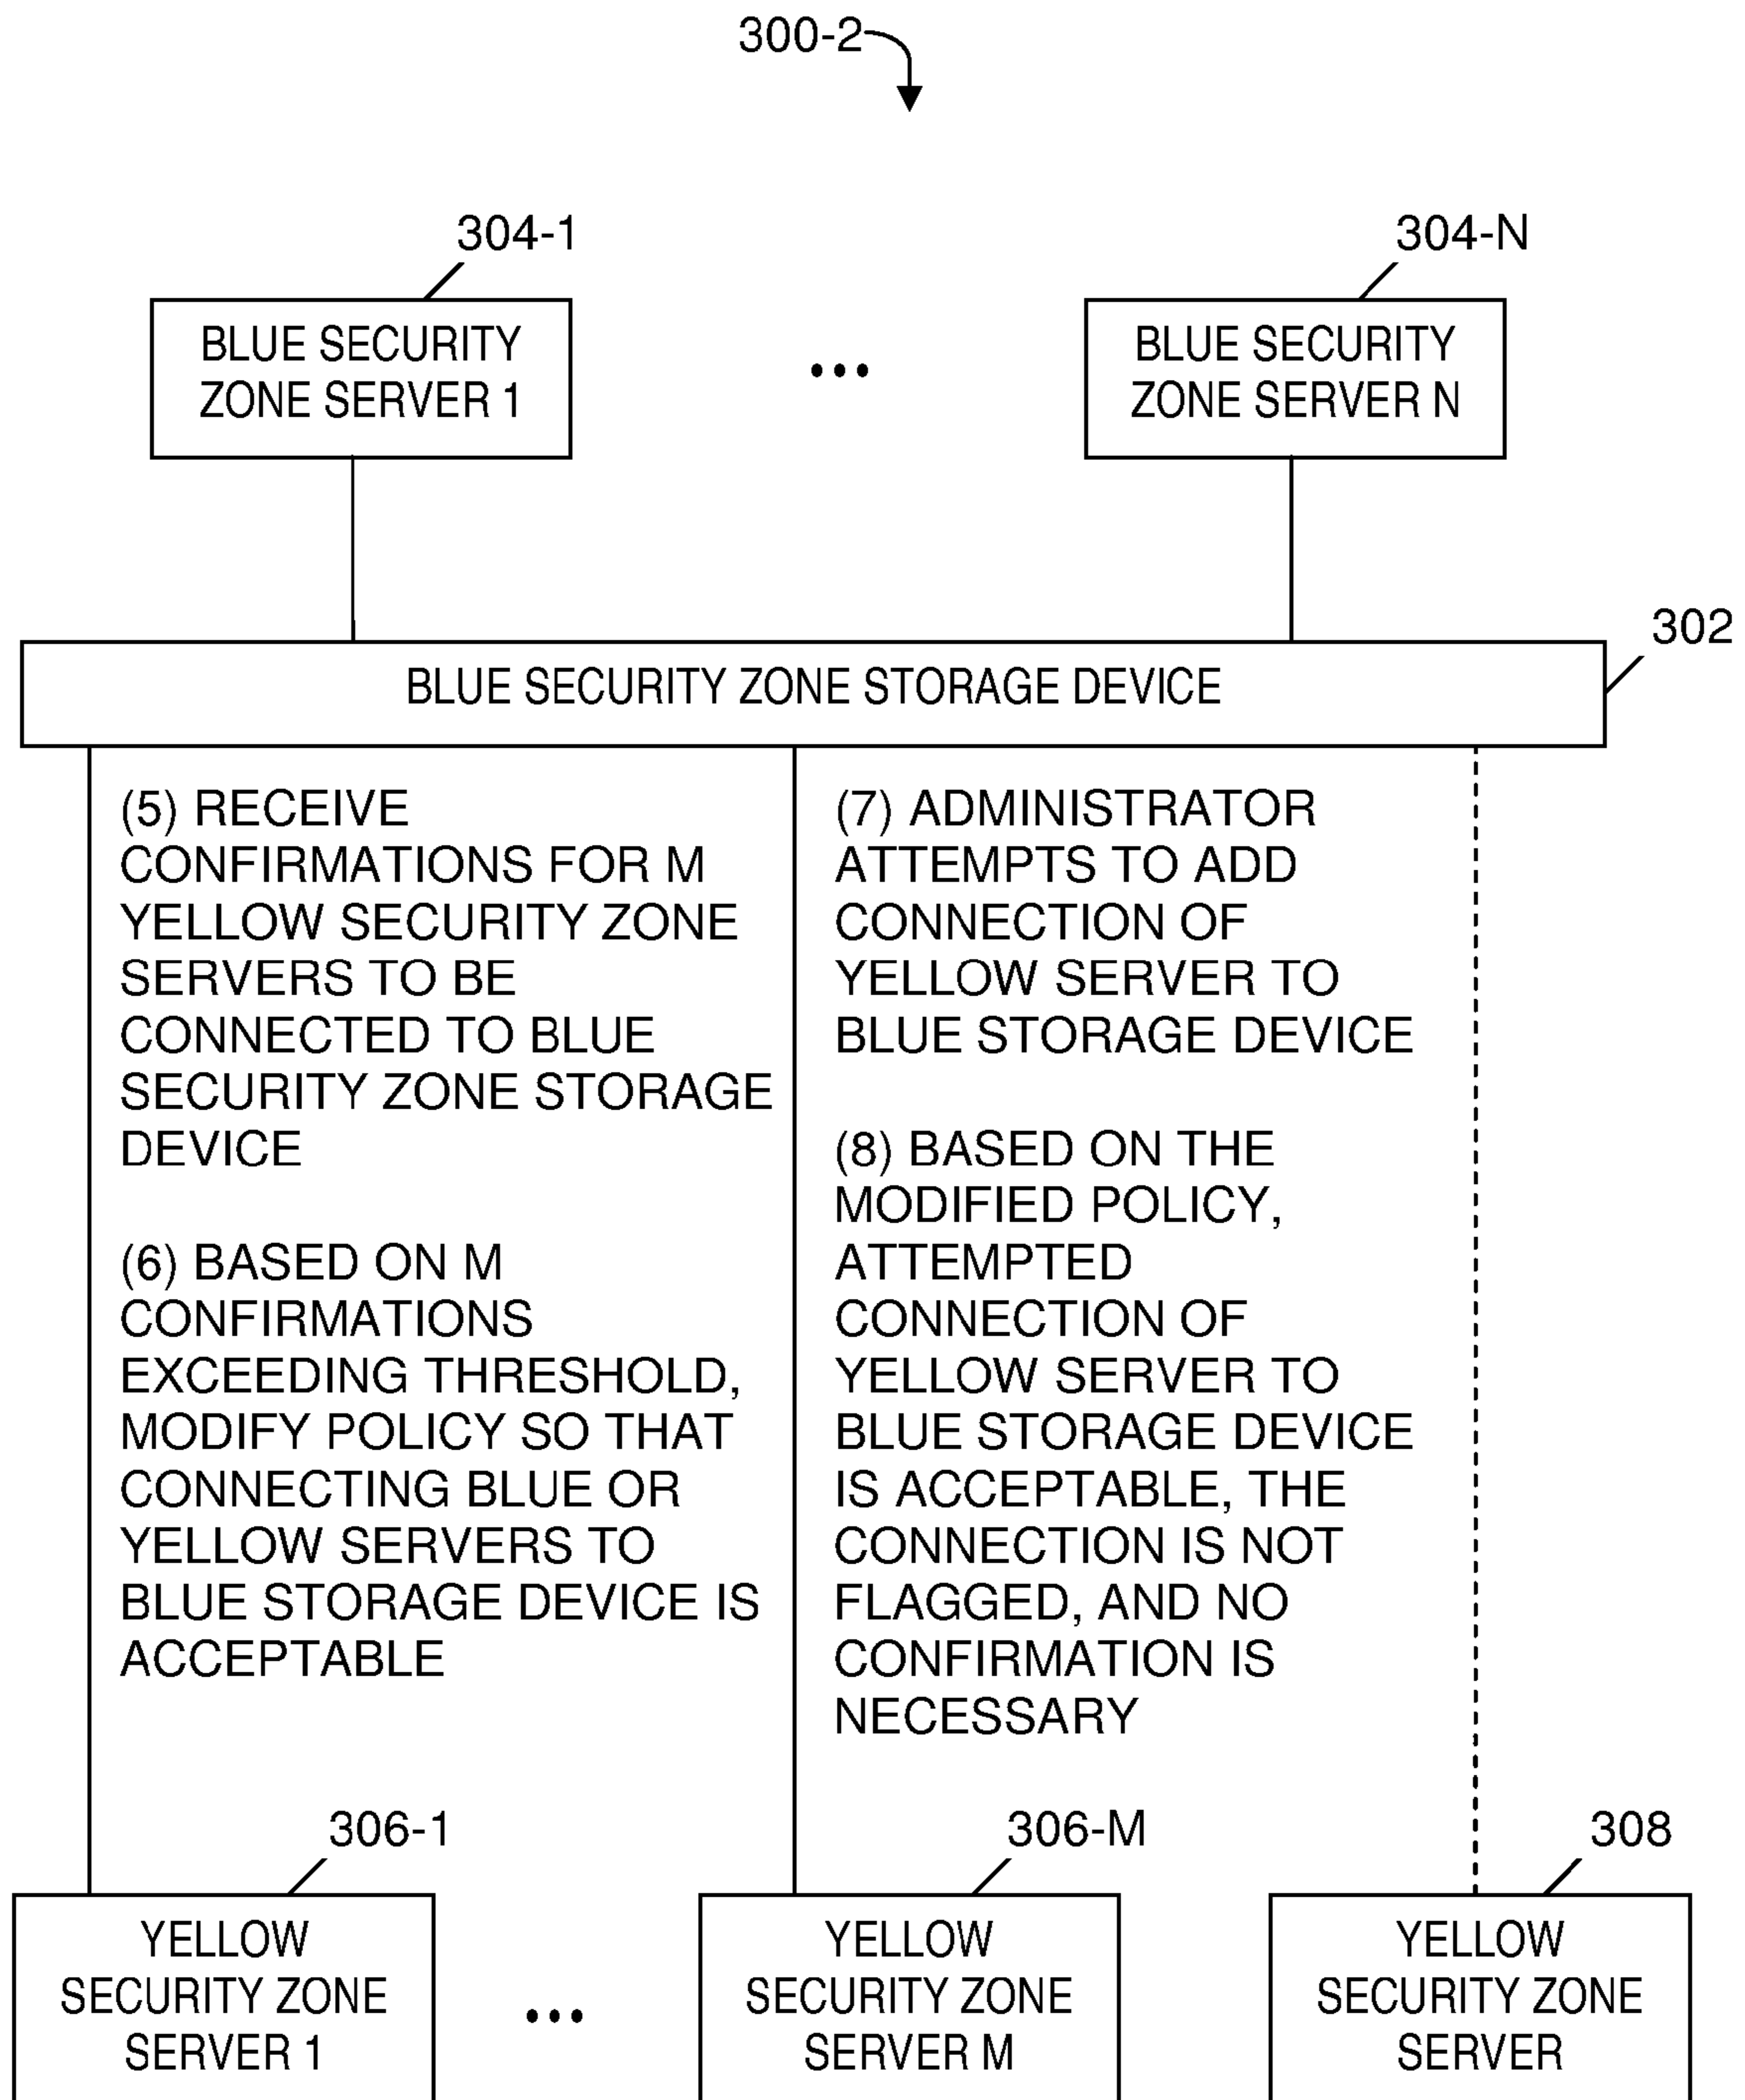 300-2
304-1
304-N
BLUE SECURITY
ZONE SERVER 1
...
BLUE SECURITY
ZONE SERVER N
302
BLUE SECURITY ZONE STORAGE DEVICE
(5) RECEIVE
CONFIRMATIONS FOR M
YELLOW SECURITY ZONE
SERVERS TO BE
CONNECTED TO BLUE
SECURITY ZONE STORAGE
DEVICE
(6) BASED ON M
CONFIRMATIONS
EXCEEDING THRESHOLD,
MODIFY POLICY SO THAT
CONNECTING BLUE OR
YELLOW SERVERS TO
BLUE STORAGE DEVICE IS
ACCEPTABLE
(7) ADMINISTRATOR
ATTEMPTS TO ADD
CONNECTION OF
YELLOW SERVER TO
BLUE STORAGE DEVICE
(8) BASED ON THE
MODIFIED POLICY,
ATTEMPTED
CONNECTION OF
YELLOW SERVER TO
BLUE STORAGE DEVICE
IS ACCEPTABLE, THE
CONNECTION IS NOT
FLAGGED, AND NO
CONFIRMATION IS
NECESSARY
306-1
306-M
308
YELLOW
SECURITY ZONE
SERVER 1
...
YELLOW
SECURITY ZONE
SERVER M
YELLOW
SECURITY ZONE
SERVER